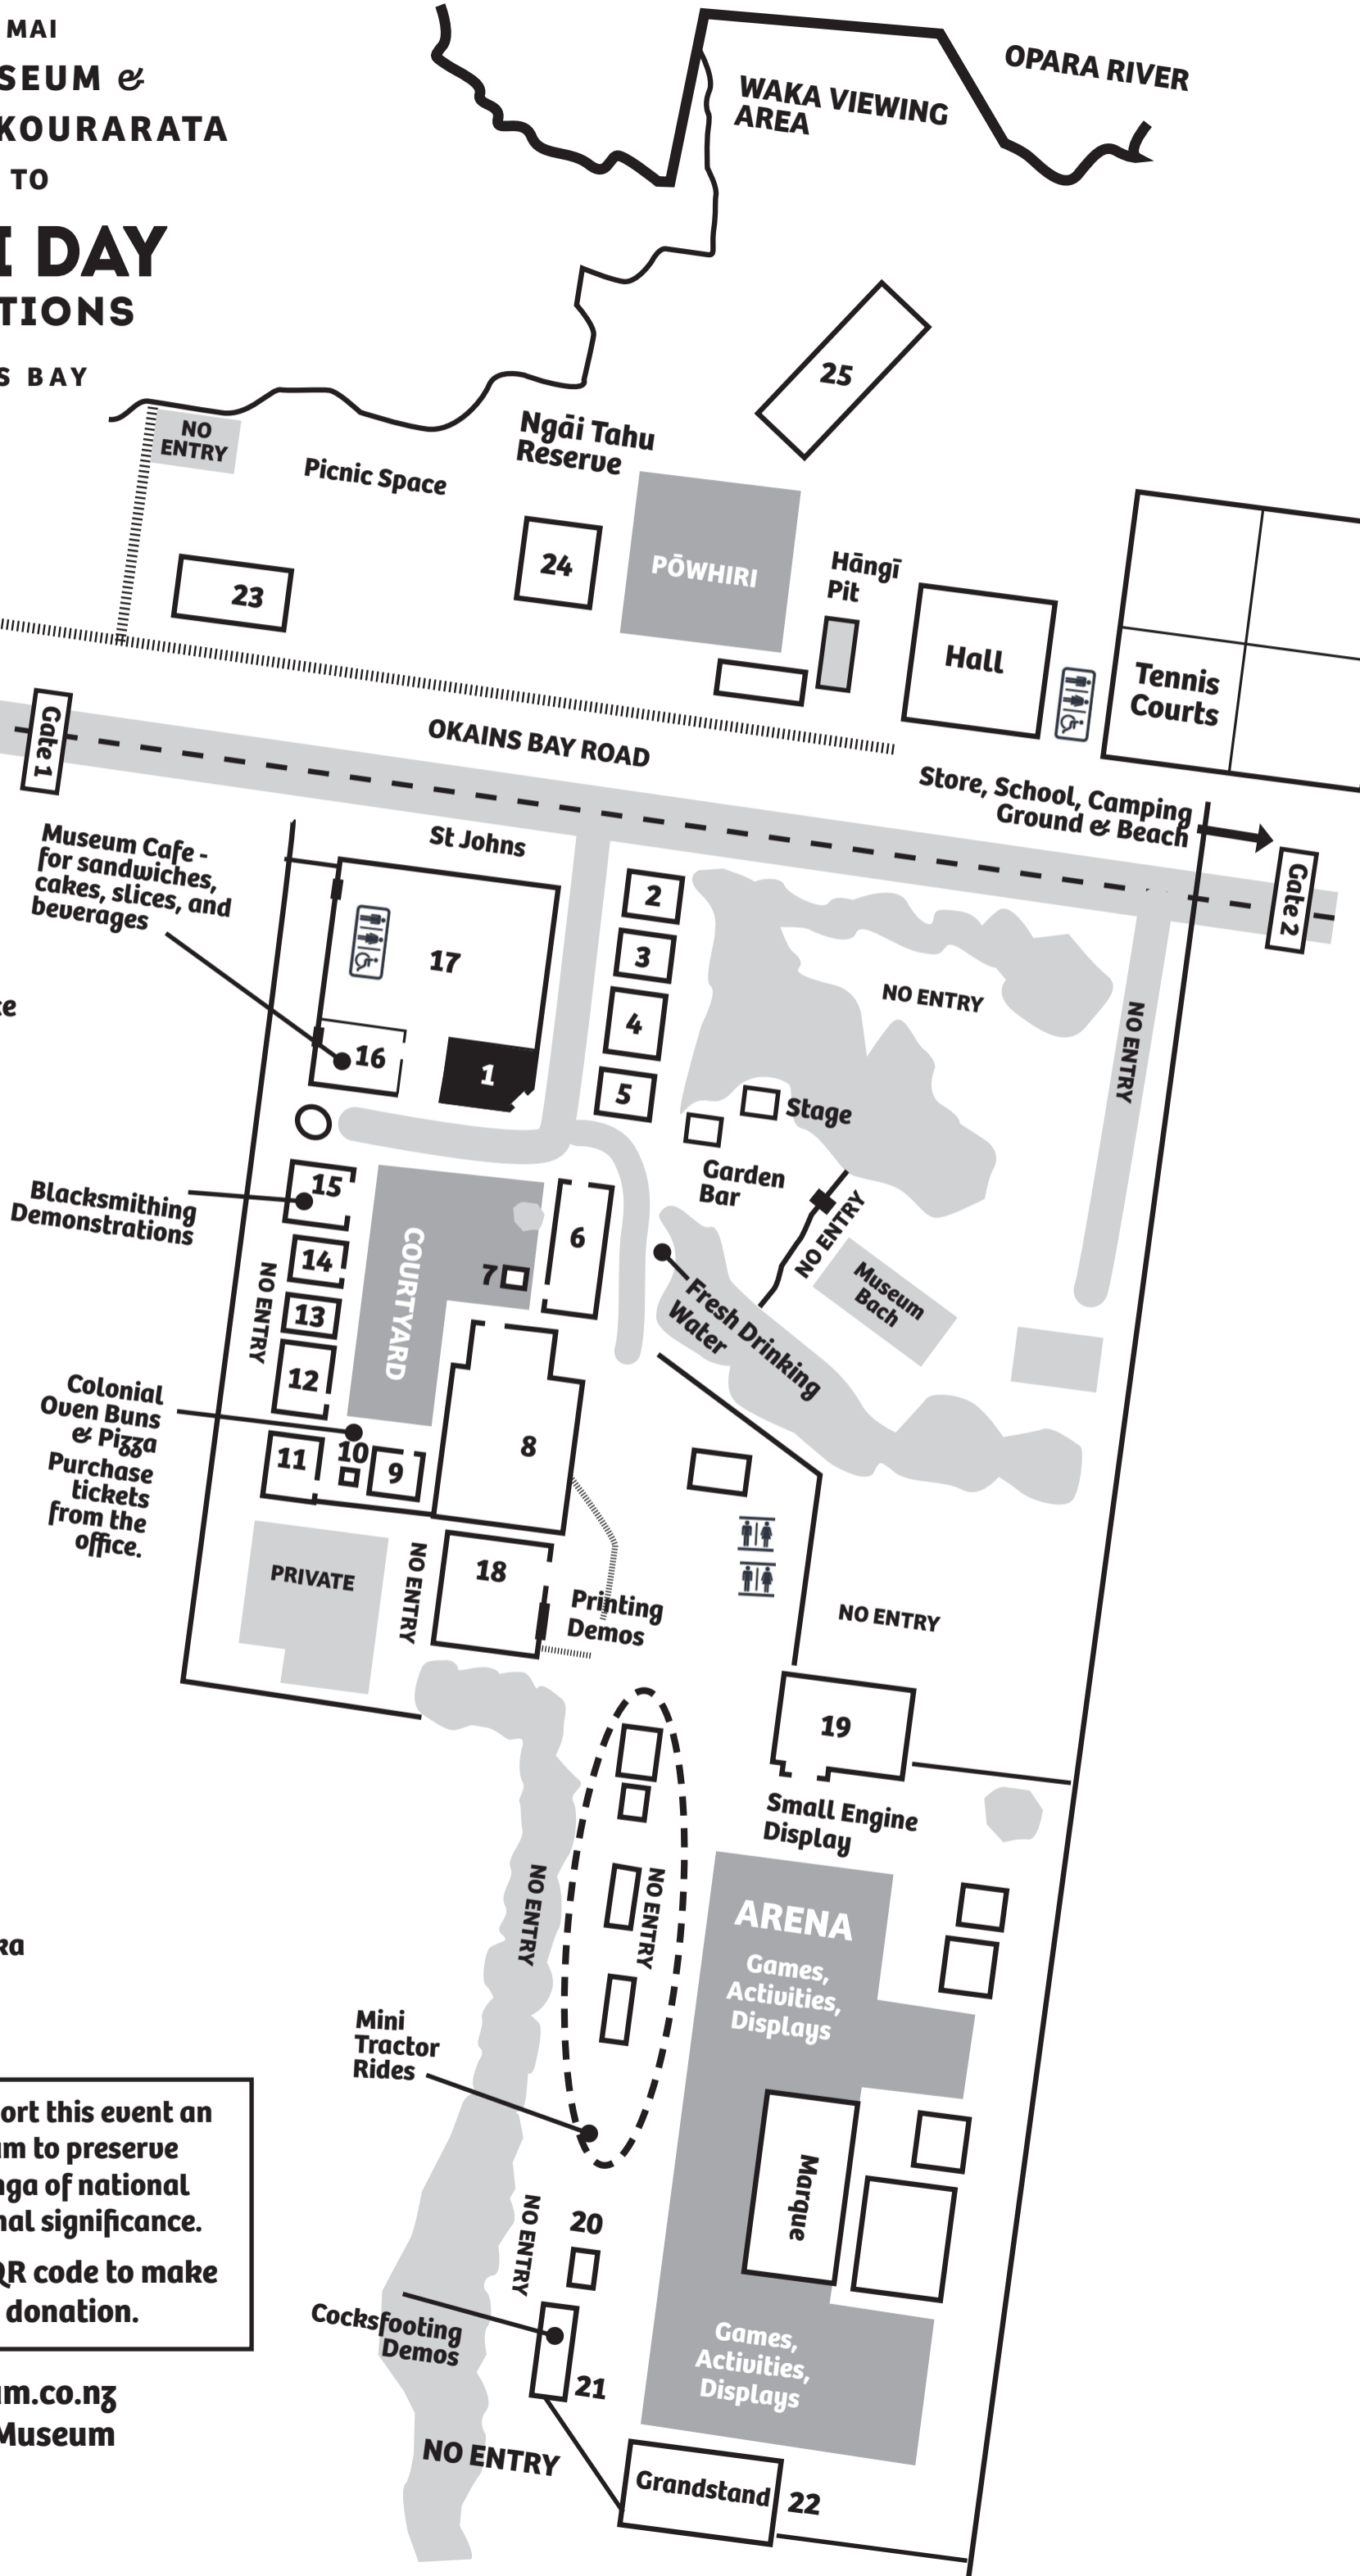 MAI
SEUM &
KOURARATA
TO
I DAY
TIONS
S BAY
OPARA RIVER
WAKA VIEWING
AREA
25
NO
ENTRY
Picnic Space
Ngāi Tahu
Reserve
23
24
PŌWHIRI
Hāngī
Pit
Hall
Tennis
Courts
Gate 1
OKAINS BAY ROAD
Store, School, Camping
Ground & Beach
Gate 2
Museum Cafe -
for sandwiches,
cakes, slices, and
beverages
St Johns
17
16
1
2
3
4
5
NO ENTRY
NO ENTRY
Stage
Garden
Bar
NO ENTRY
Museum
Bach
Fresh Drinking
Water
ce
Blacksmithing
Demonstrations
15
14
13
12
NO ENTRY
COURTYARD
7
6
8
Colonial
Oven Buns
& Pizza
Purchase
tickets
from the
office.
11
10
9
PRIVATE
NO ENTRY
18
Printing
Demos
NO ENTRY
19
Small Engine
Display
NO ENTRY
NO ENTRY
ARENA
Games,
Activities,
Displays
ka
Mini
Tractor
Rides
Marque
NO ENTRY
20
Cocksfooting
Demos
21
Games,
Activities,
Displays
NO ENTRY
Grandstand
22
ort this event an
um to preserve
nga of national
nal significance.
QR code to make
donation.
um.co.nz
Museum